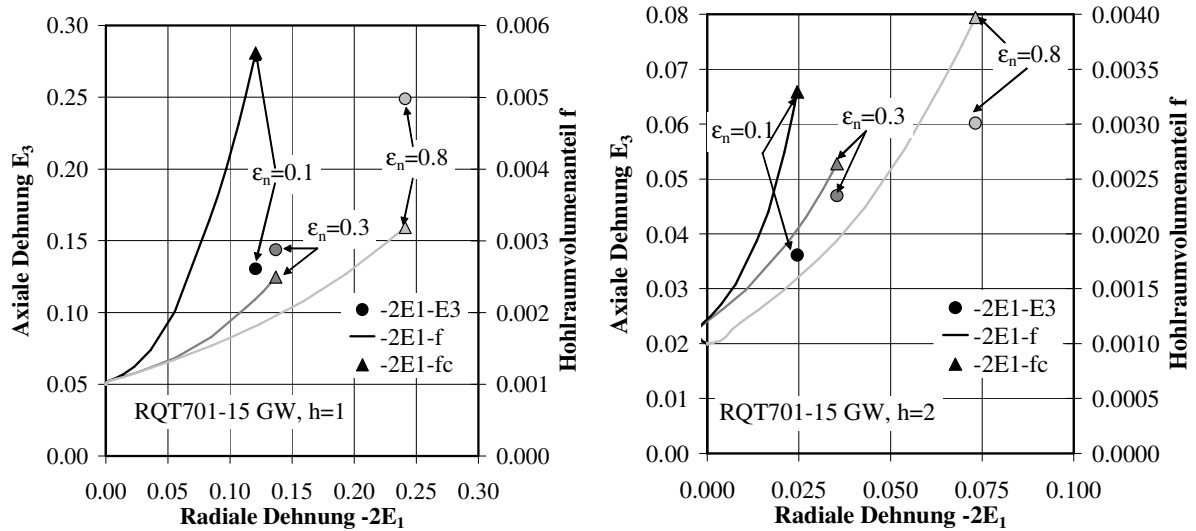 0.30
0.25
0.20
0.15
0.10
0.05
0.00
Axiale Dehnung E3
0.006
0.005
0.004
0.003
0.002
0.001
0.000
Hohlraumvolumenanteil f
εn=0.1
εn=0.8
εn=0.3
-2E1-E3
-2E1-f
-2E1-fc
RQT701-15 GW, h=1
0.00 0.05 0.10 0.15 0.20 0.25 0.30
Radiale Dehnung -2E1
0.08
0.07
0.06
0.05
0.04
0.03
0.02
0.01
0.00
Axiale Dehnung E3
0.0040
0.0035
0.0030
0.0025
0.0020
0.0015
0.0010
0.0005
0.0000
Hohlraumvolumenanteil f
εn=0.8
εn=0.1
εn=0.3
-2E1-E3
-2E1-f
-2E1-fc
RQT701-15 GW, h=2
0.000 0.025 0.050 0.075 0.100
Radiale Dehnung -2E1